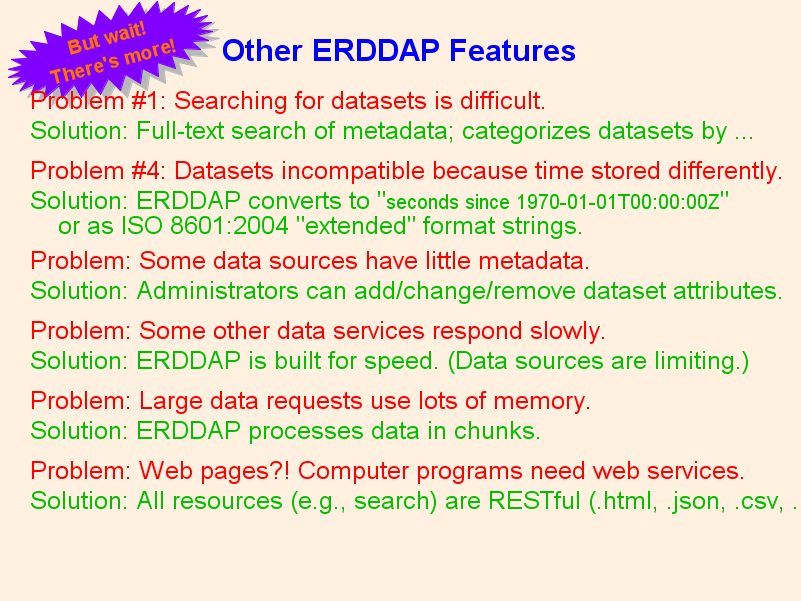 But wait!
There's more!
Other ERDDAP Features
Problem #1: Searching for datasets is difficult.
Solution: Full-text search of metadata; categorizes datasets by ...
Problem #4: Datasets incompatible because time stored differently.
Solution: ERDDAP converts to "seconds since 1970-01-01T00:00:00Z"
or as ISO 8601:2004 "extended" format strings.
Problem: Some data sources have little metadata.
Solution: Administrators can add/change/remove dataset attributes.
Problem: Some other data services respond slowly.
Solution: ERDDAP is built for speed. (Data sources are limiting.)
Problem: Large data requests use lots of memory.
Solution: ERDDAP processes data in chunks.
Problem: Web pages?! Computer programs need web services.
Solution: All resources (e.g., search) are RESTful (.html, .json, .csv, .